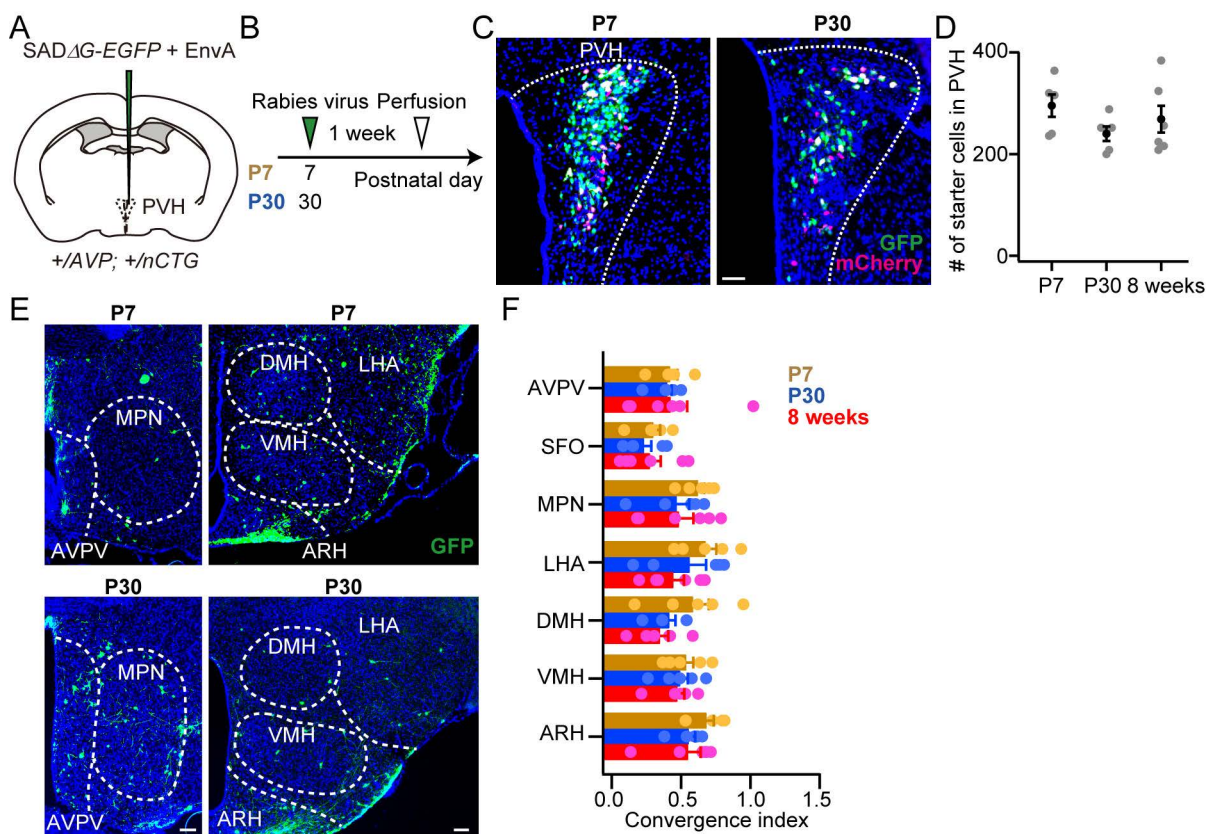 A
SADΔG-EGFP + EnvA
PVH
+/AVP; +/nCTG
B
Rabies virus Perfusion
1 week
P7 7
P30 30
Postnatal day
C
P7
P30
PVH
GFP
mCherry
D
# of starter cells in PVH
400
200
0
P7 P30 8 weeks
E
P7
P7
MPN
AVPV
DMH
LHA
VMH
ARH
GFP
P30
P30
MPN
AVPV
LHA
DMH
VMH
ARH
F
P7
P30
8 weeks
AVPV
SFO
MPN
LHA
DMH
VMH
ARH
0.0 0.5 1.0 1.5
Convergence index